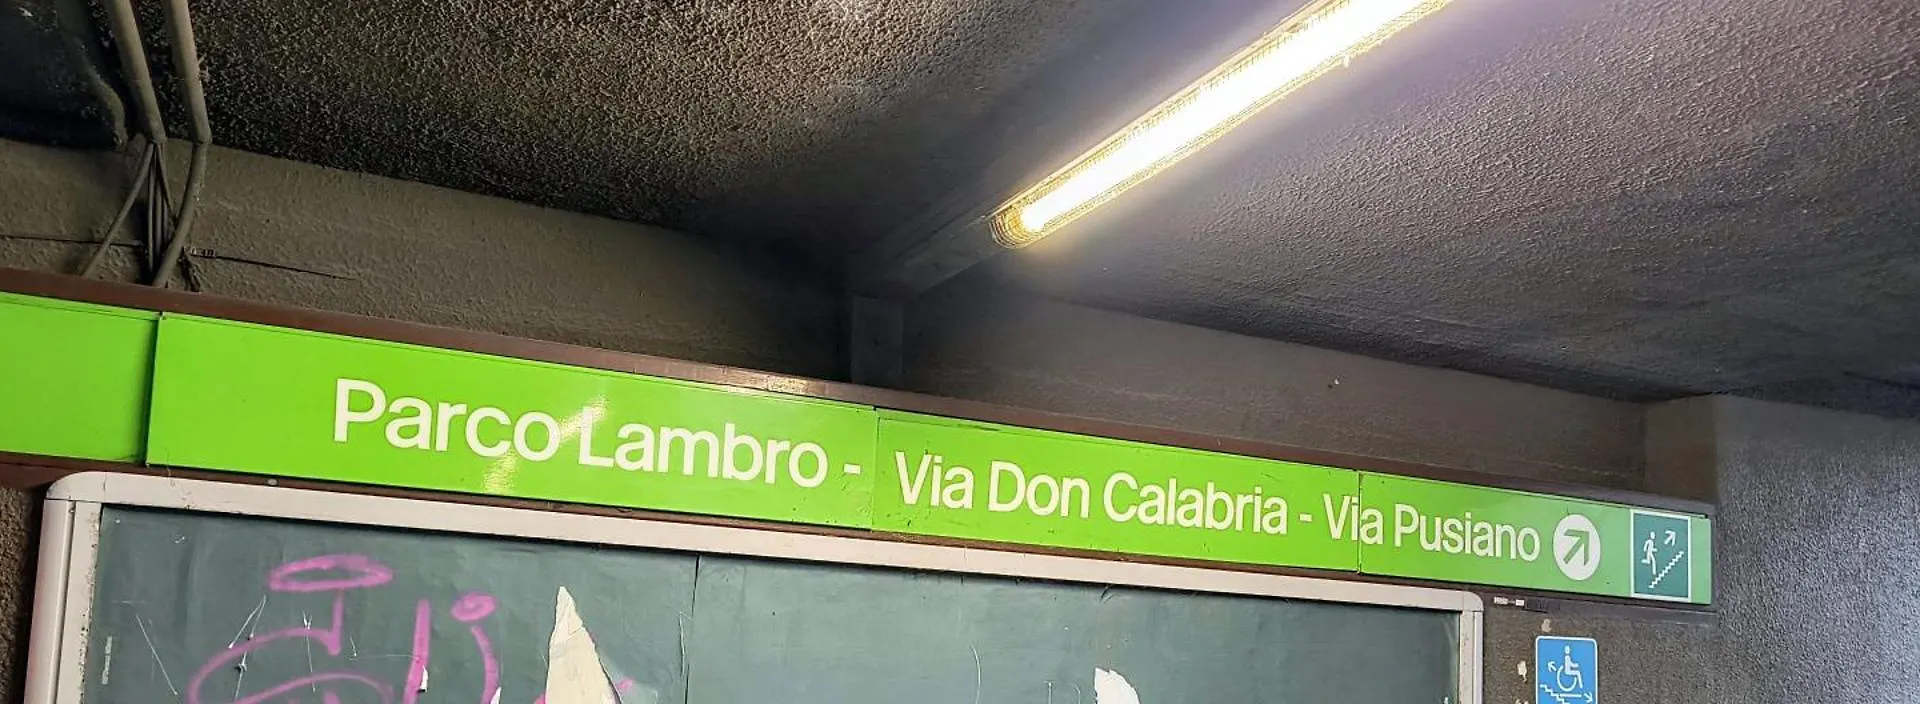 Parco Lambro - Via Don Calabria - Via Pusiano